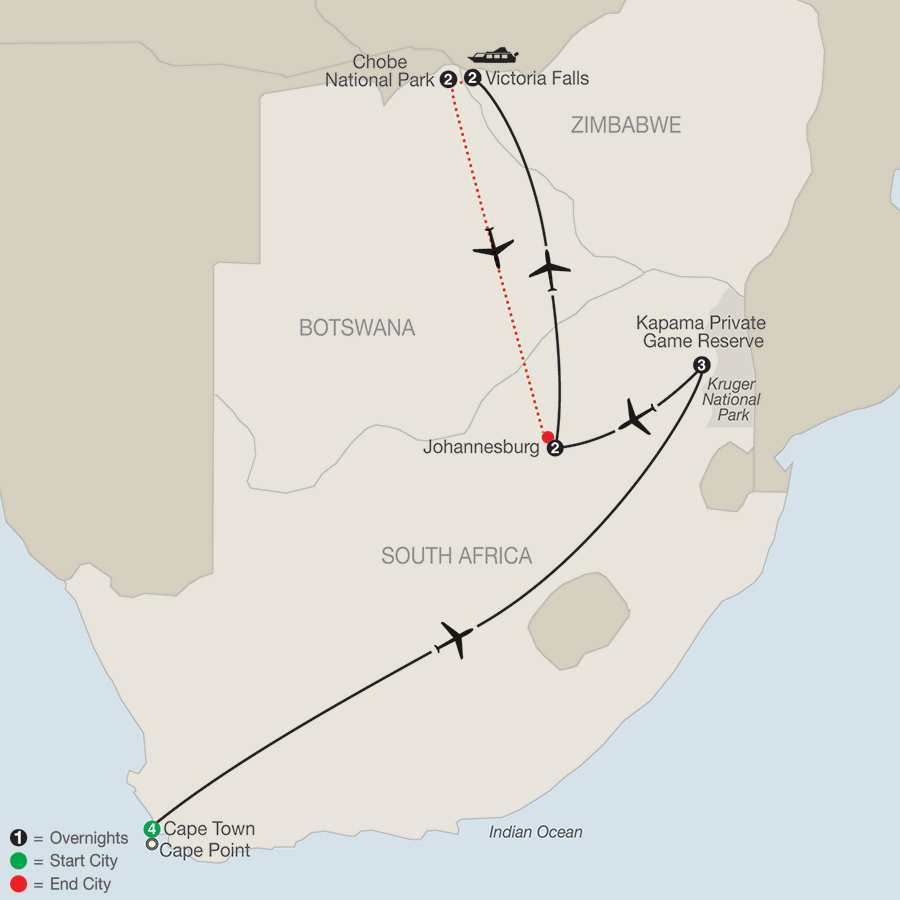 Chobe
National Park
2
2
Victoria Falls
ZIMBABWE
BOTSWANA
Kapama Private
Game Reserve
3
Kruger
National
Park
Johannesburg
2
SOUTH AFRICA
4
Cape Town
Cape Point
Indian Ocean
1 = Overnights
= Start City
= End City